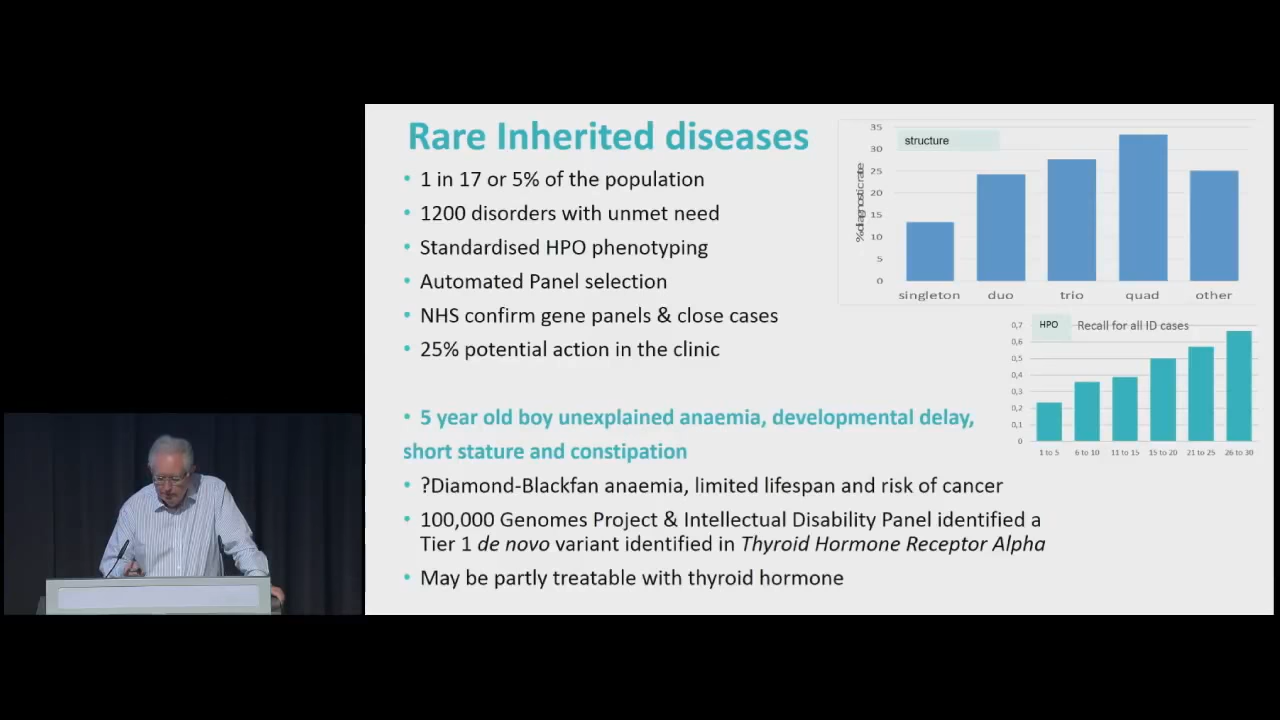 Rare Inherited diseases
• 1 in 17 or 5% of the population
• 1200 disorders with unmet need
• Standardised HPO phenotyping
• Automated Panel selection
• NHS confirm gene panels & close cases
• 25% potential action in the clinic
• 5 year old boy unexplained anaemia, developmental delay,
short stature and constipation
• ?Diamond-Blackfan anaemia, limited lifespan and risk of cancer
• 100,000 Genomes Project & Intellectual Disability Panel identified a
Tier 1 de novo variant identified in Thyroid Hormone Receptor Alpha
• May be partly treatable with thyroid hormone
structure
%diagnostic rate
35
30
25
20
15
10
5
0
singleton duo trio quad other
HPO Recall for all ID cases
0,7
0,6
0,5
0,4
0,3
0,2
0,1
0
1 to 5 6 to 10 11 to 15 15 to 20 21 to 25 26 to 30